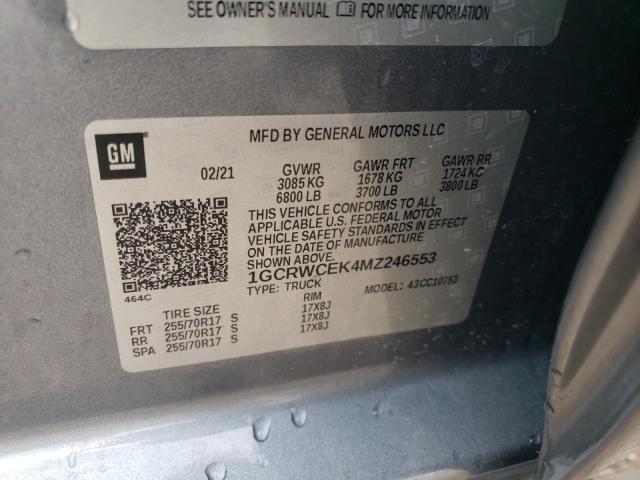 SEE OWNER'S MANUAL FOR MORE INFORMATION
GM
MFD BY GENERAL MOTORS LLC
02/21 GVWR GAWR FRT GAWR RR
3085 KG 1678 KG 1724 KG
6800 LB 3700 LB 3800 LB
THIS VEHICLE CONFORMS TO ALL
APPLICABLE U.S. FEDERAL MOTOR
VEHICLE SAFETY STANDARDS IN EFFECT
ON THE DATE OF MANUFACTURE
SHOWN ABOVE.
1GCRWCEK4MZ246553
464C
TYPE: TRUCK MODEL: 43CC10753
TIRE SIZE RIM
FRT 255/70R17 S 17X8J
RR 255/70R17 S 17X8J
SPA 255/70R17 S 17X8J